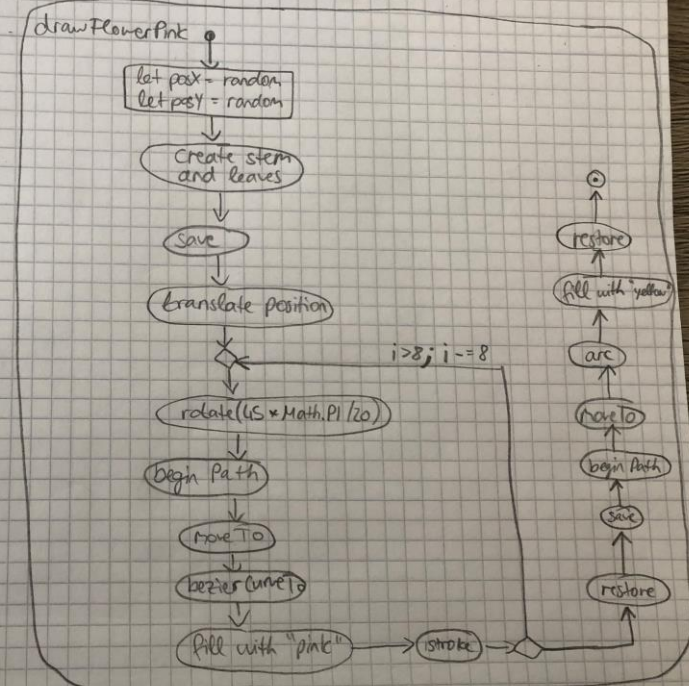 drawFlowerPink
let posX = random
let posY = random
Create stem
and leaves
save
translate position
i>8; i -= 8
rotate(45 * Math.PI/20)
begin Path
moveTo
bezierCurveTo
fill with "pink"
stroke
restore
save
begin Path
moveTo
arc
fill with "yellow"
restore